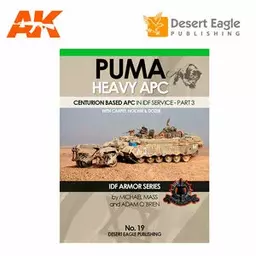 AK
Desert Eagle
PUBLISHING
PUMA
HEAVY APC
CENTURION BASED APC IN IDF SERVICE - PART 3
IDF ARMOR SERIES
by MICHAEL MASS
and ADAM O'BRIEN
No. 19
DESERT EAGLE PUBLISHING